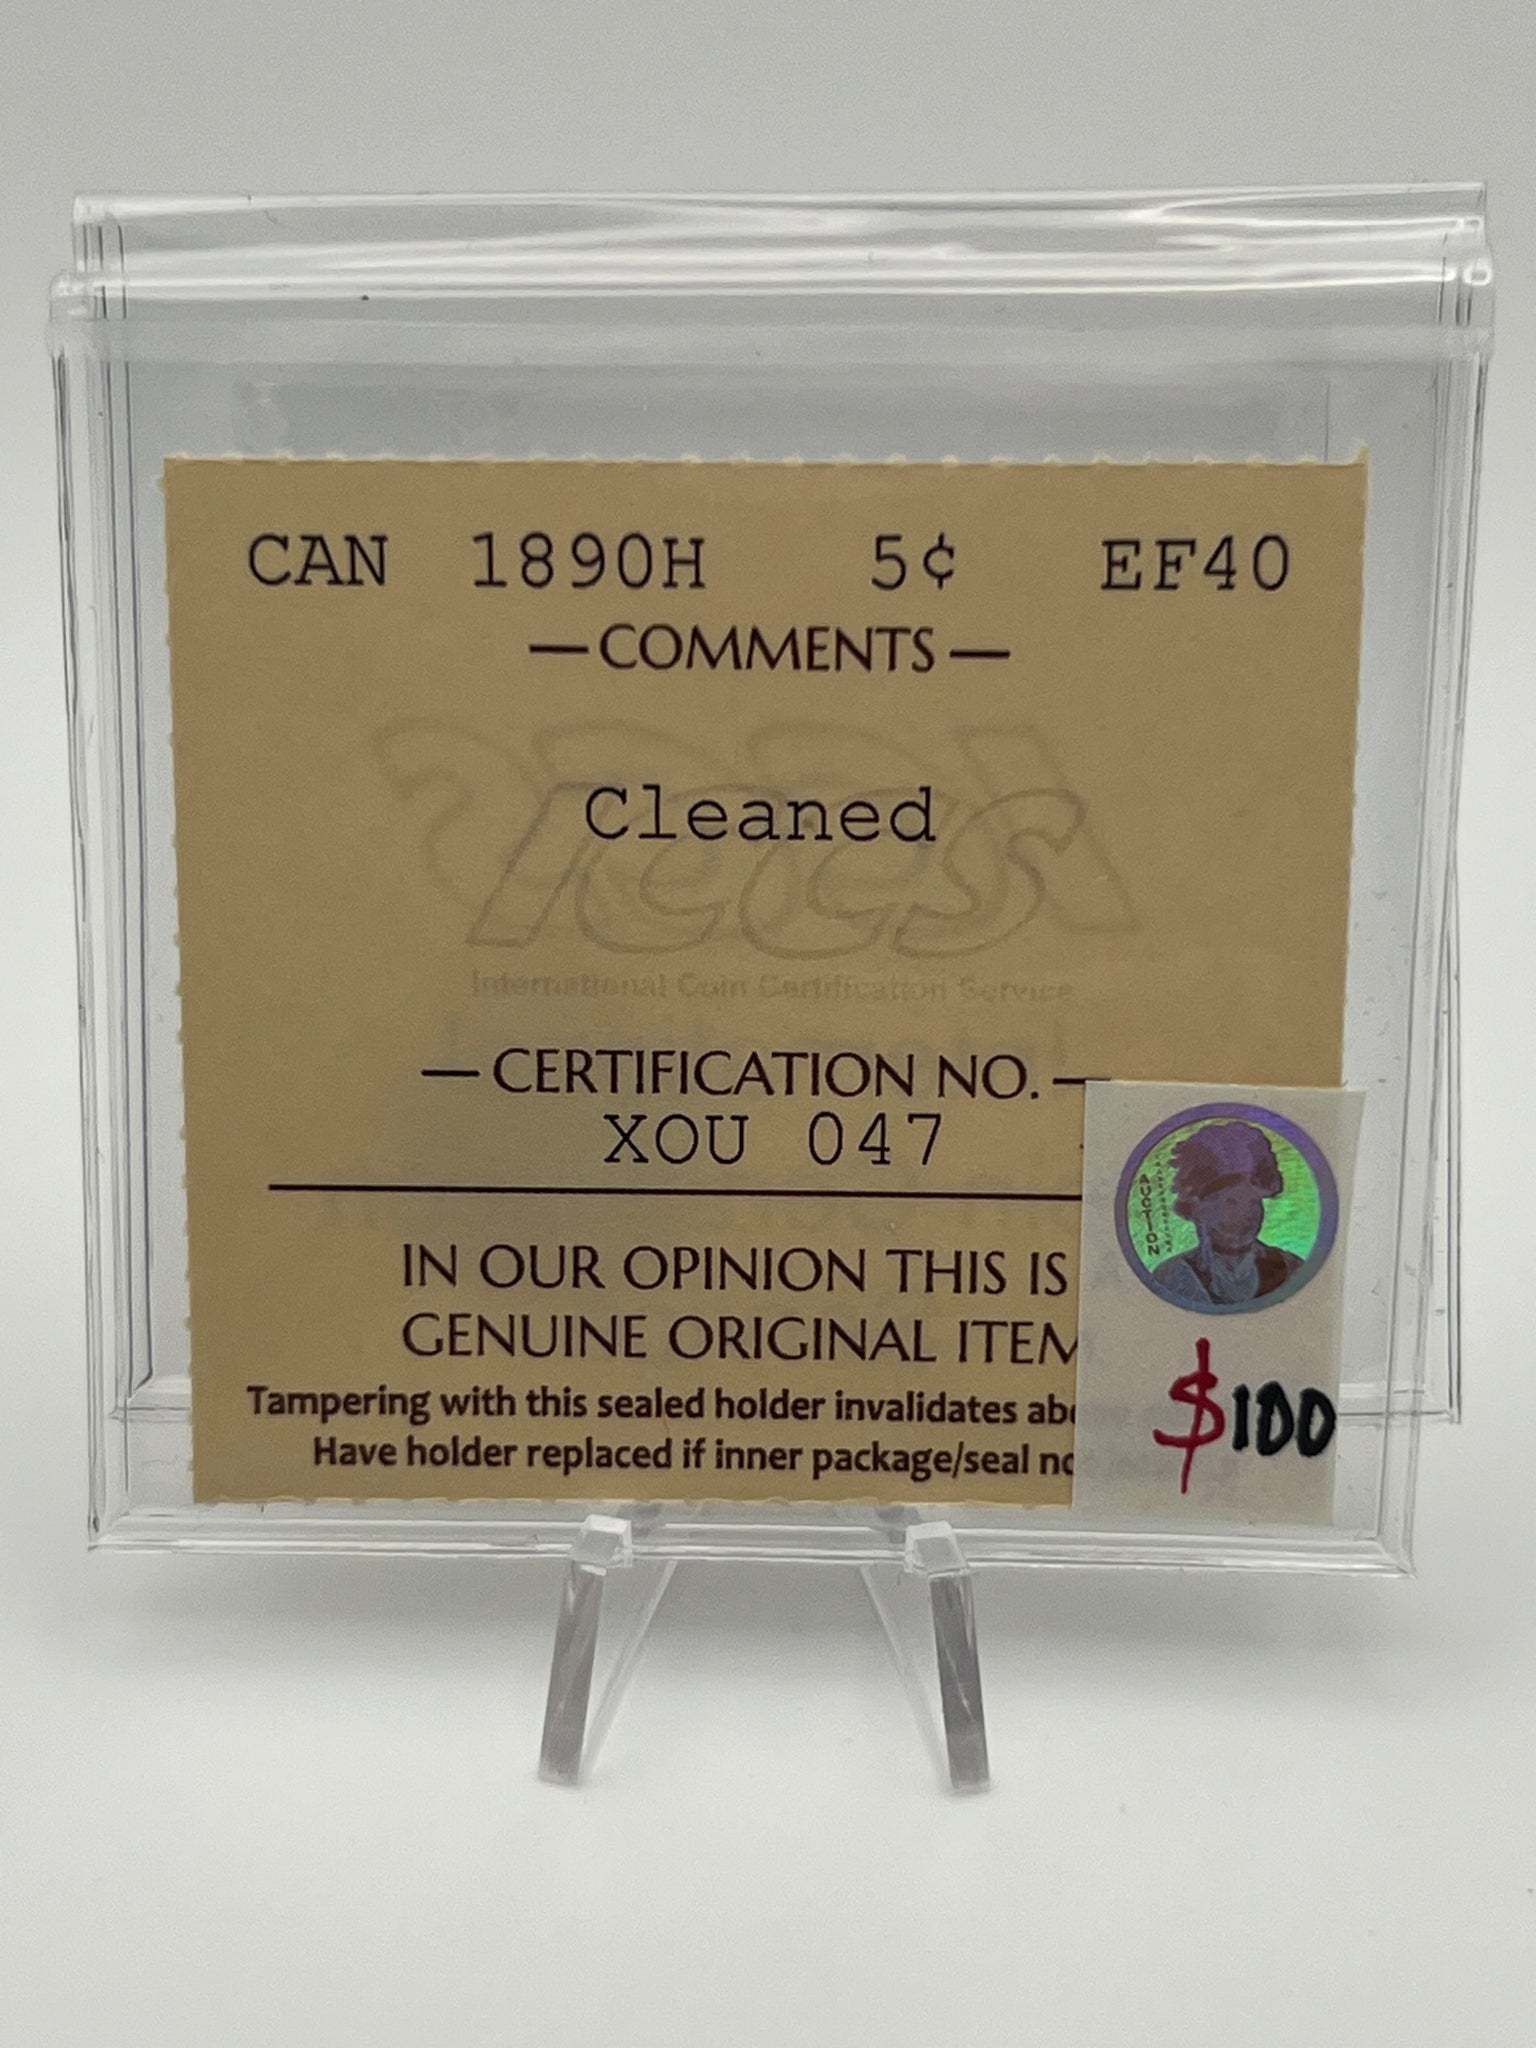 CAN 1890H 5¢ EF40
—COMMENTS—
Cleaned
International Coin Certification Service
—CERTIFICATION NO.—
XOU 047
IN OUR OPINION THIS IS
GENUINE ORIGINAL ITEM
Tampering with this sealed holder invalidates
Have holder replaced if inner package/seal
AUCTION
$100